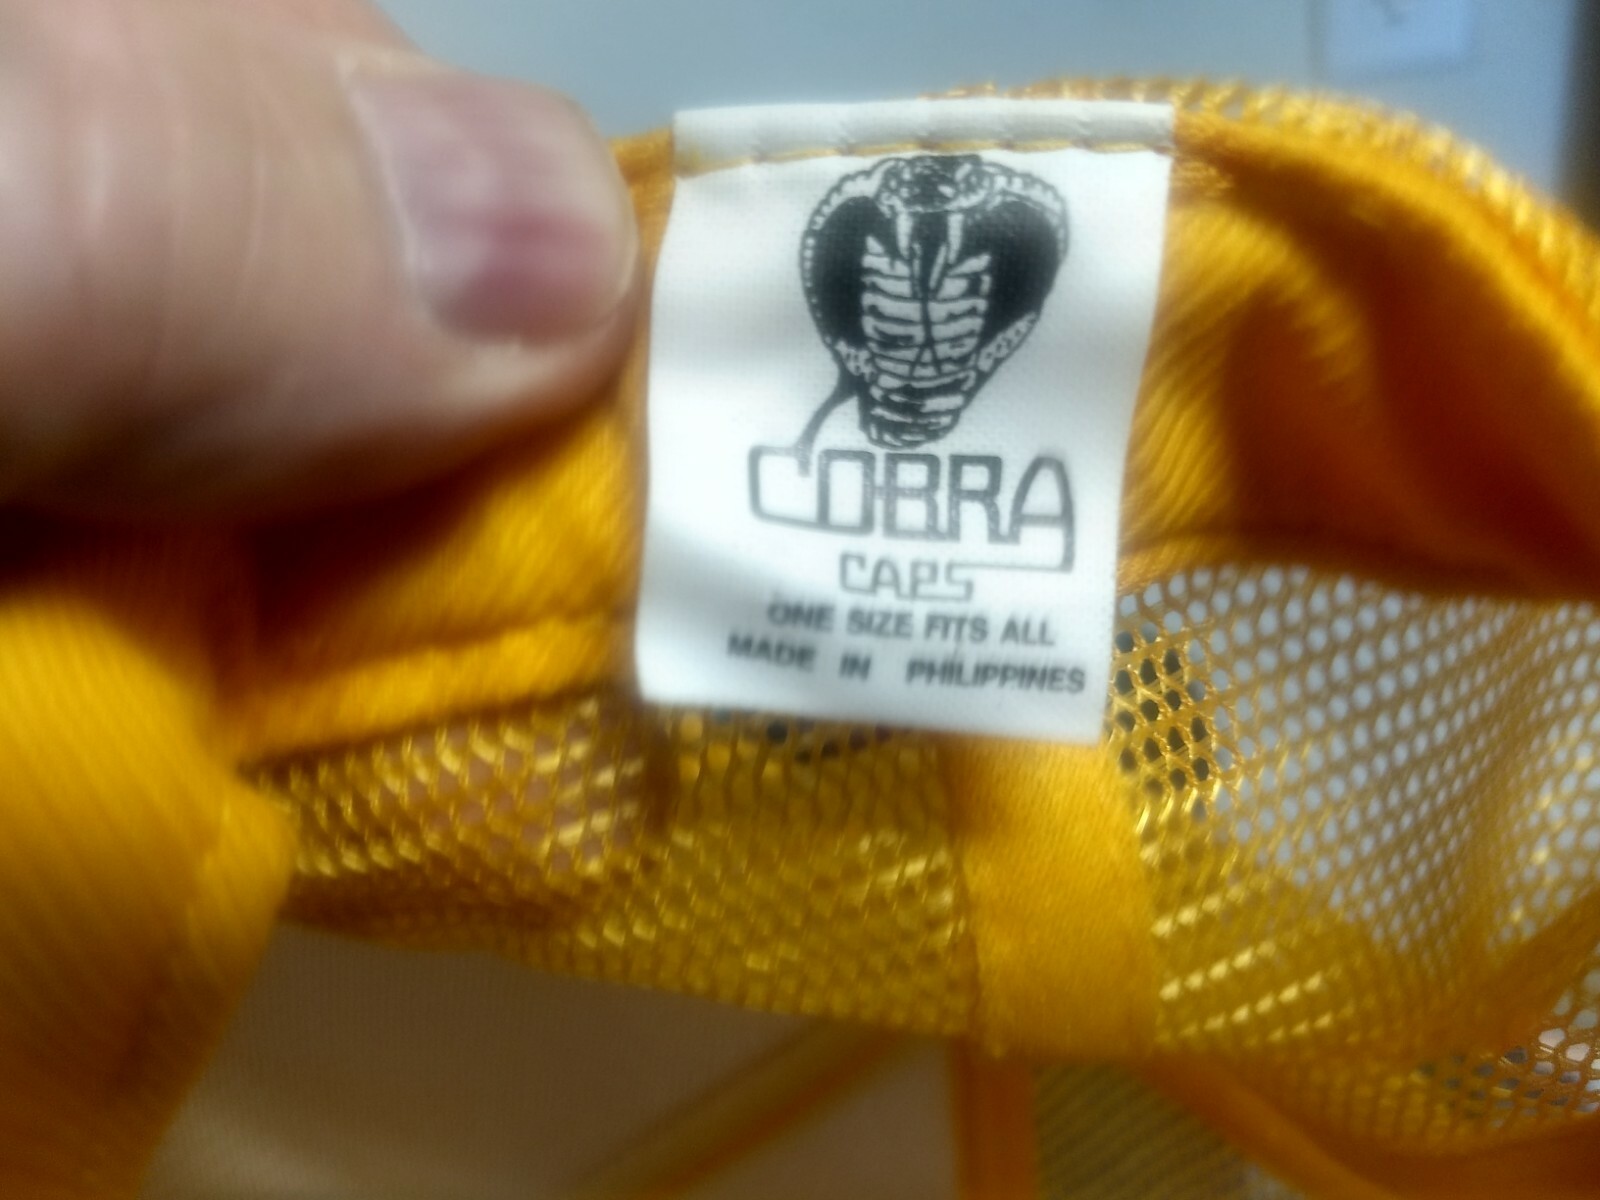 COBRA
CAPS
ONE SIZE FITS ALL
MADE IN PHILIPPINES